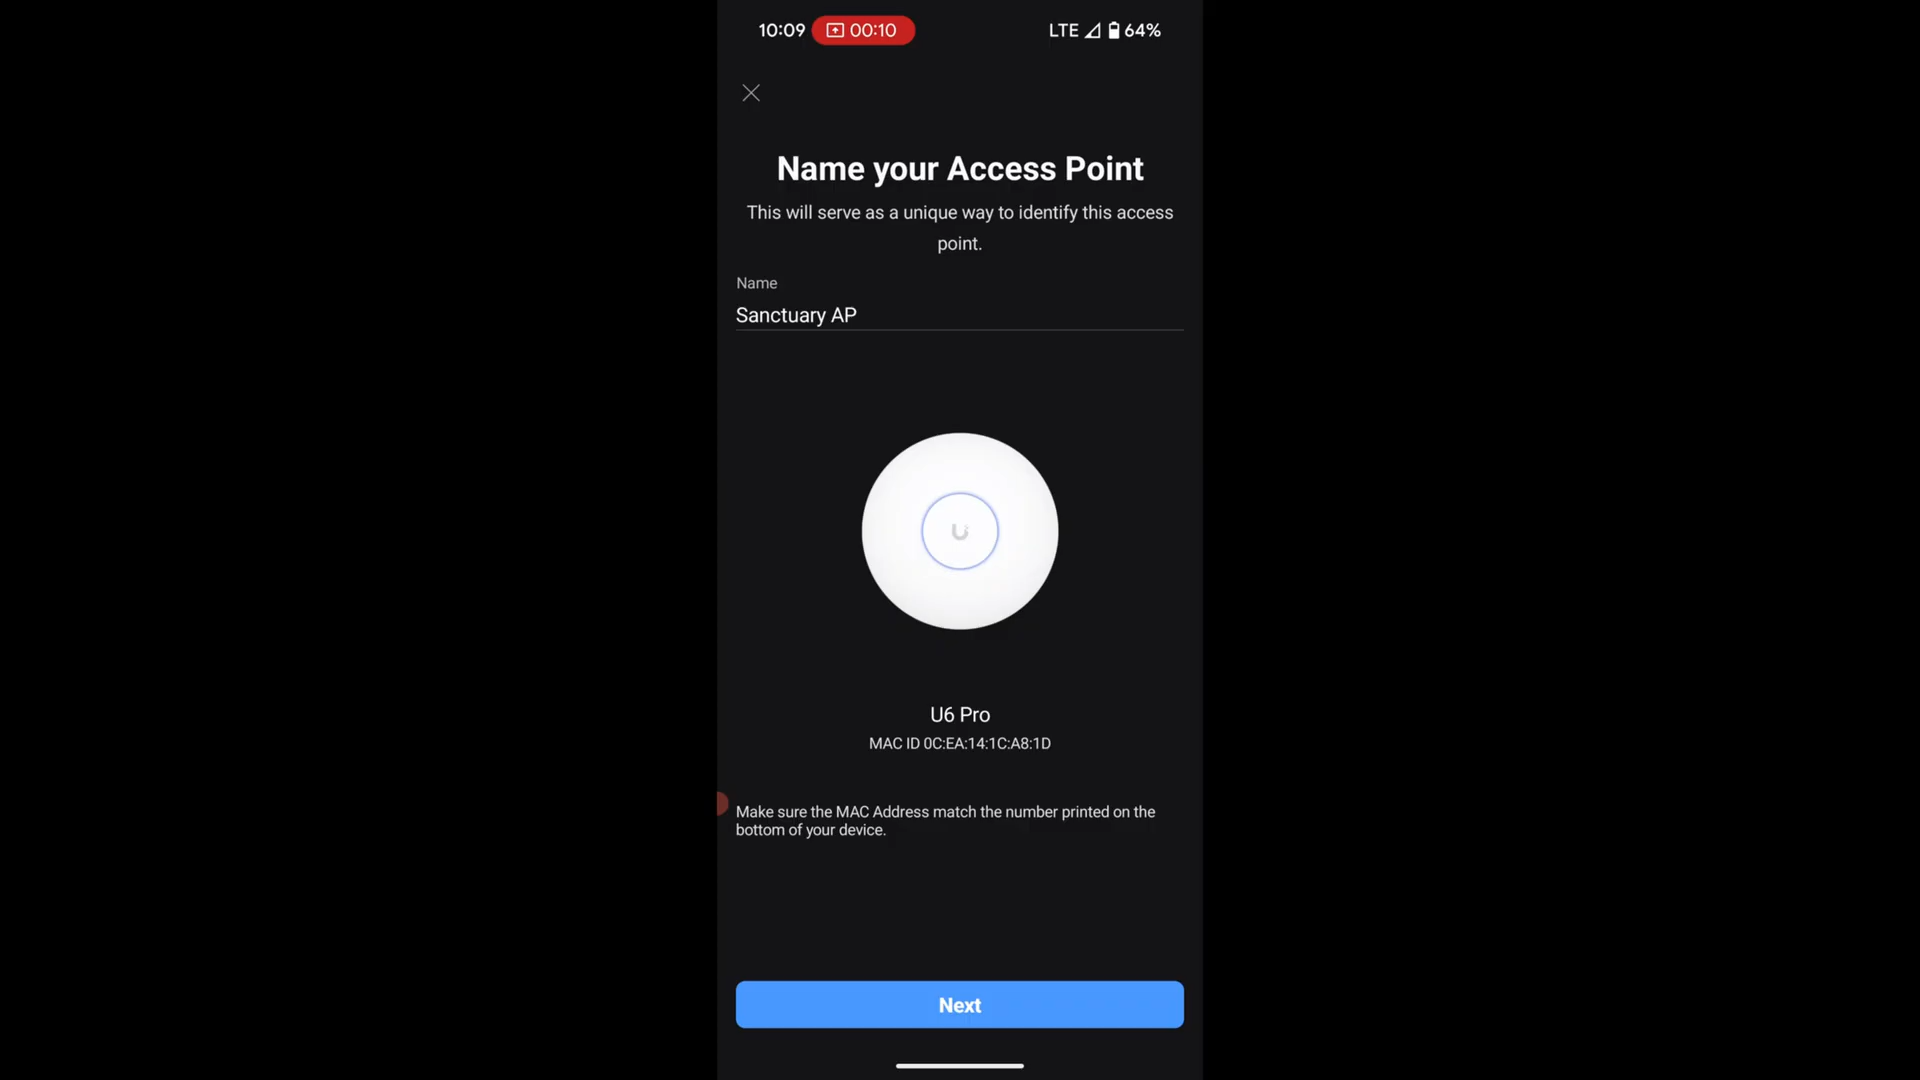 10:09 00:10 LTE 64%
Name your Access Point
This will serve as a unique way to identify this access
point.
Name
Sanctuary AP
U6 Pro
MAC ID 0C:EA:14:1C:A8:1D
Make sure the MAC Address match the number printed on the
bottom of your device.
Next